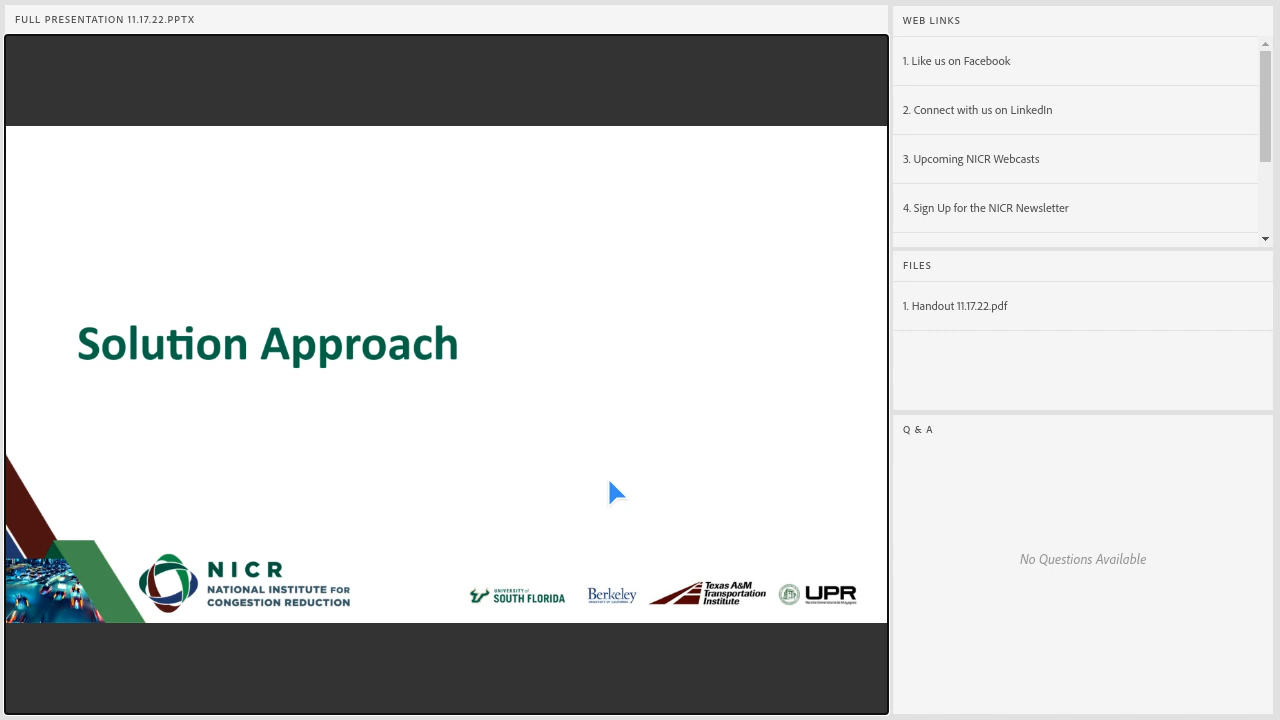 FULL PRESENTATION 11.17.22.PPTX
Solution Approach
NICR
NATIONAL INSTITUTE FOR
CONGESTION REDUCTION
UNIVERSITY of
SOUTH FLORIDA
Berkeley
UNIVERSITY OF CALIFORNIA
Texas A&M
Transportation
Institute
UPR
WEB LINKS
1. Like us on Facebook
2. Connect with us on LinkedIn
3. Upcoming NICR Webcasts
4. Sign Up for the NICR Newsletter
FILES
1. Handout 11.17.22.pdf
Q & A
No Questions Available